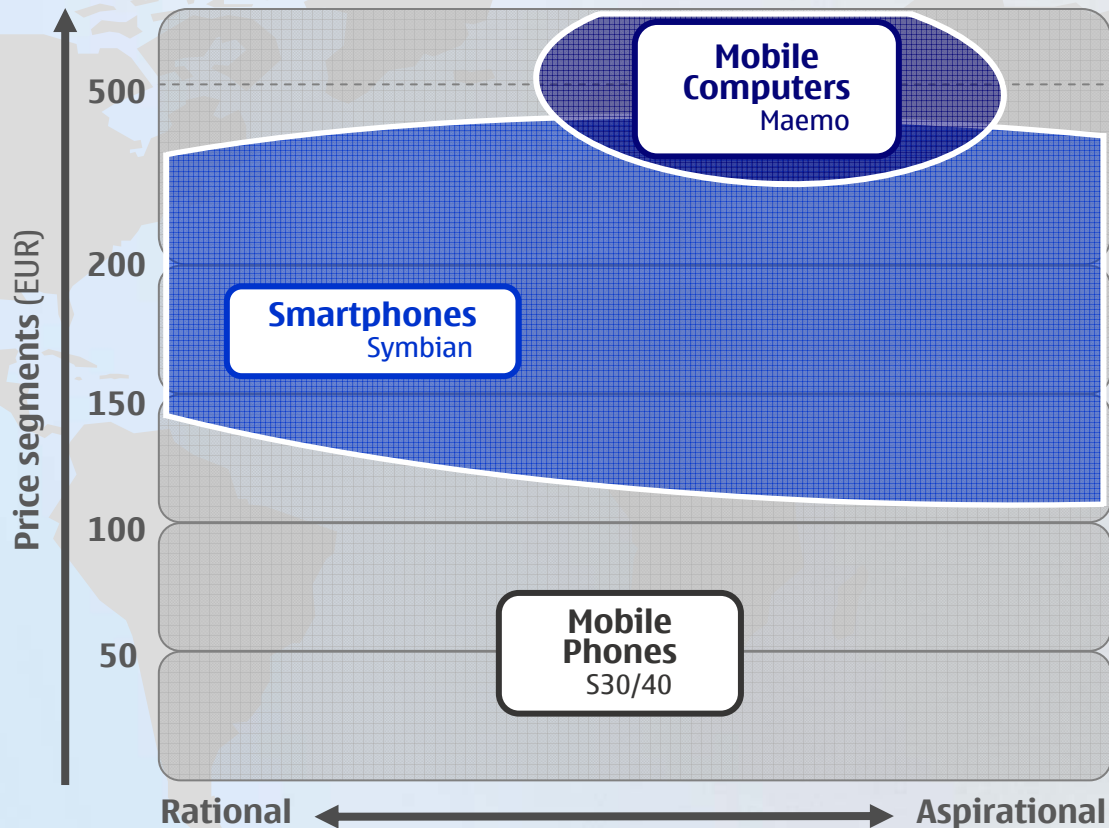 Price segments (EUR)
500
200
150
100
50
Mobile
Computers
Maemo
Smartphones
Symbian
Mobile
Phones
S30/40
Rational
Aspirational